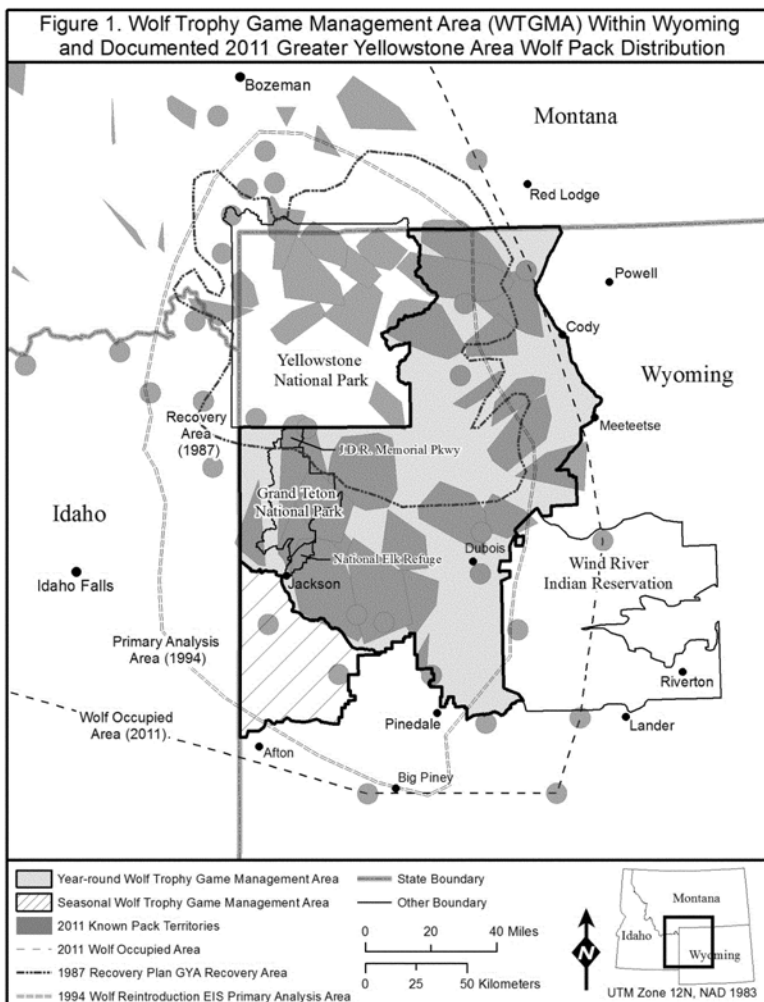 Figure 1. Wolf Trophy Game Management Area (WTGMA) Within Wyoming
and Documented 2011 Greater Yellowstone Area Wolf Pack Distribution
Bozeman
Montana
Red Lodge
Powell
Cody
Yellowstone
National Park
Wyoming
Recovery
Area
(1987)
Meeteetse
J.D.R. Memorial Pkwy
Grand Teton
National Park
Idaho
National Elk Refuge
Dubois
Wind River
Indian Reservation
Idaho Falls
Jackson
Primary Analysis
Area (1994)
Riverton
Wolf Occupied
Area (2011).
Pinedale
Lander
Afton
Big Piney
Year-round Wolf Trophy Game Management Area
Seasonal Wolf Trophy Game Management Area
2011 Known Pack Territories
2011 Wolf Occupied Area
1987 Recovery Plan GYA Recovery Area
1994 Wolf Reintroduction EIS Primary Analysis Area
State Boundary
Other Boundary
0 20 40 Miles
0 25 50 Kilometers
N
Montana
Idaho
Wyoming
UTM Zone 12N, NAD 1983